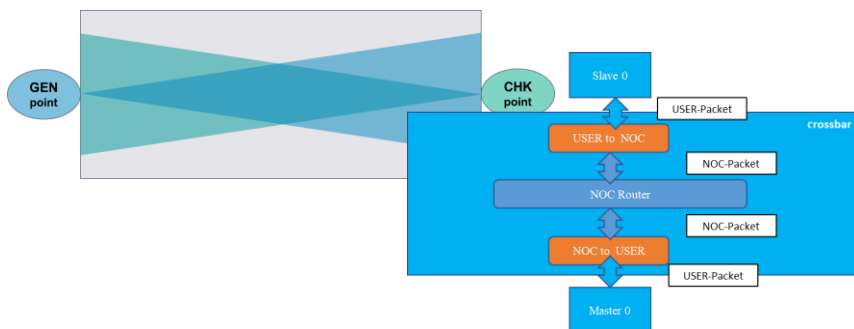 GEN
point
CHK
point
Slave 0
USER-Packet
crossbar
USER to NOC
NOC-Packet
NOC Router
NOC-Packet
NOC to USER
USER-Packet
Master 0